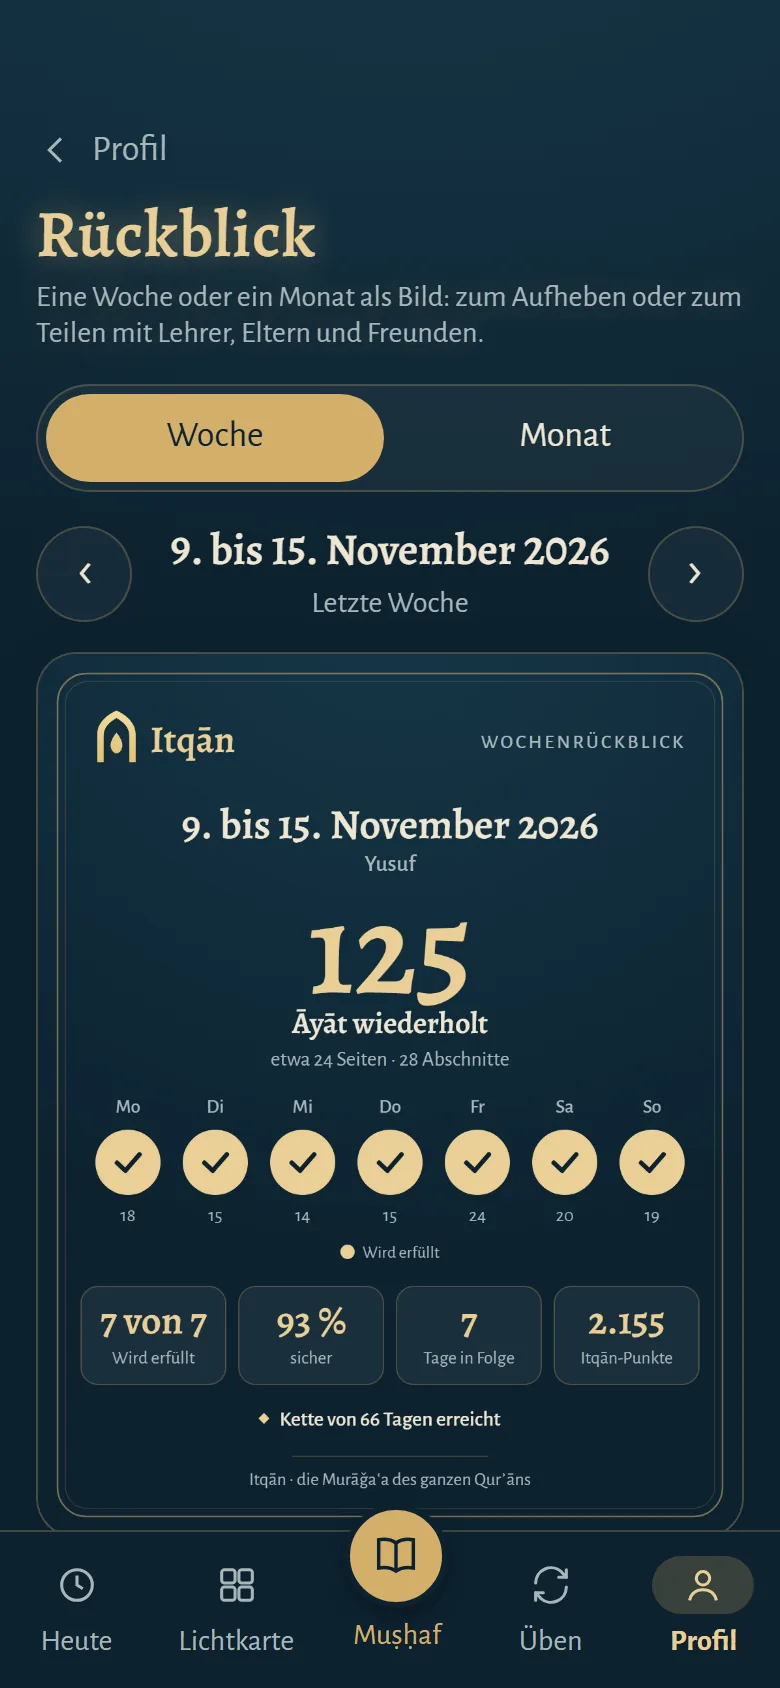 Profil
Rückblick
Eine Woche oder ein Monat als Bild: zum Aufheben oder zum
Teilen mit Lehrer, Eltern und Freunden.
Woche Monat
9. bis 15. November 2026
Letzte Woche
Itqān WOCHENRÜCKBLICK
9. bis 15. November 2026
Yusuf
125
Āyāt wiederholt
etwa 24 Seiten · 28 Abschnitte
Mo Di Mi Do Fr Sa So
18 15 14 15 24 20 19
Wird erfüllt
7 von 7 93 % 7 2.155
Wird erfüllt sicher Tage in Folge Itqān-Punkte
Kette von 66 Tagen erreicht
Itqān · die Murāǧaʿa des ganzen Qurʾāns
Heute Lichtkarte Muṣḥaf Üben Profil